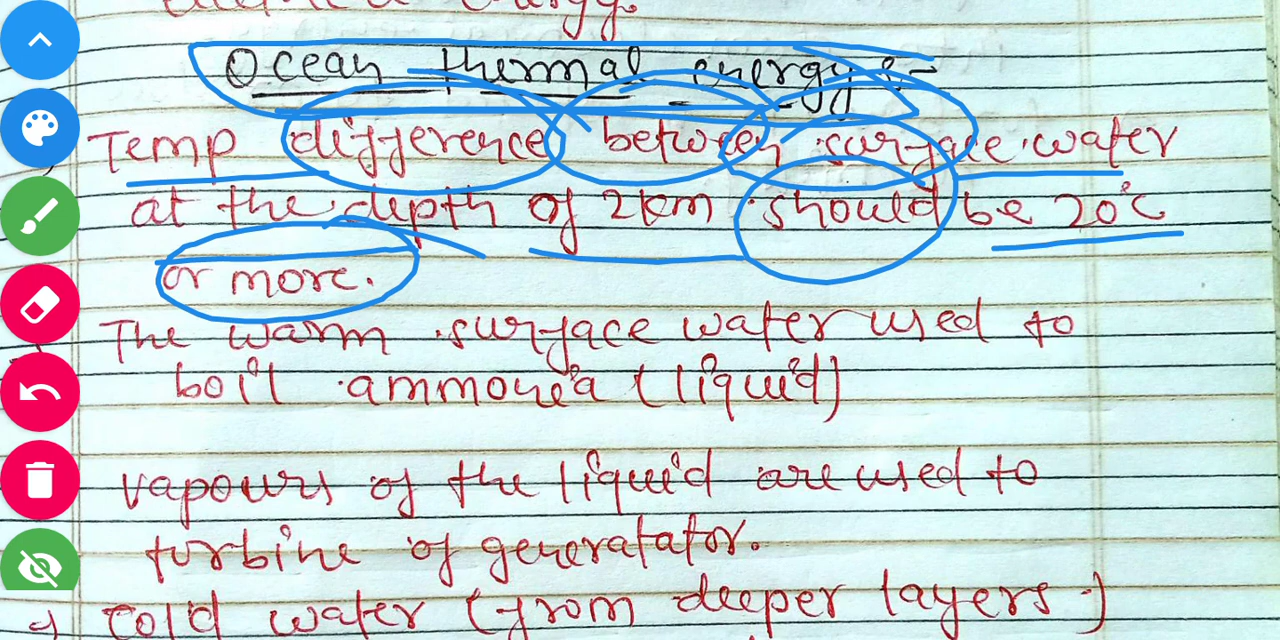 Ocean thermal energy :-
Temp difference between surface water
at the depth of 2km should be 20°C
or more.
The warm surface water used to
boil ammonia (liquid)
vapours of the liquid are used to
turbine of generatator.
cold water (from deeper layers)